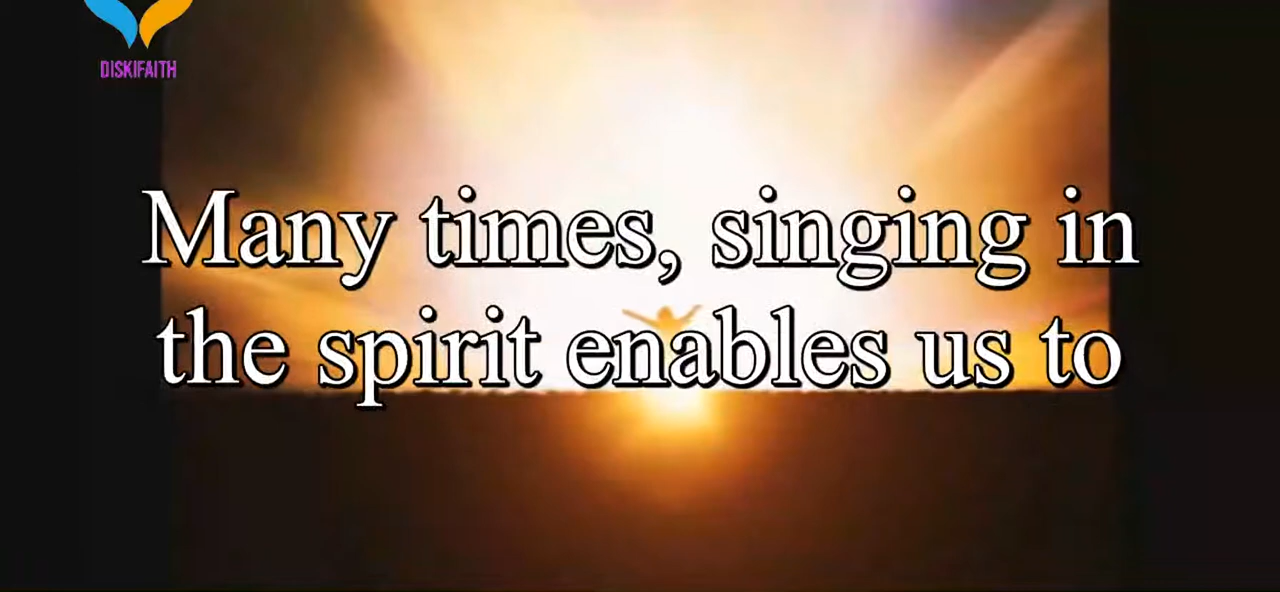 DISKIFAITH
Many times, singing in
the spirit enables us to